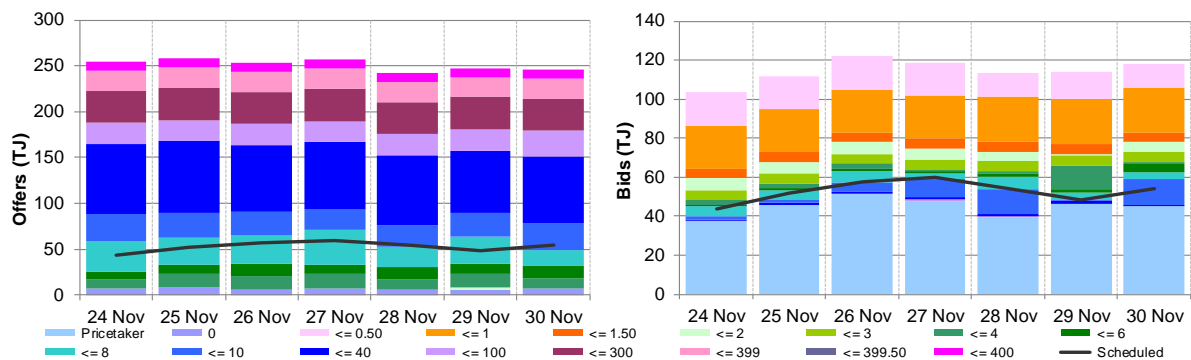 300
250
200
150
100
50
0
Offers (TJ)
24 Nov 25 Nov 26 Nov 27 Nov 28 Nov 29 Nov 30 Nov
140
120
100
80
60
40
20
0
Bids (TJ)
24 Nov 25 Nov 26 Nov 27 Nov 28 Nov 29 Nov 30 Nov
Pricetaker 0 <= 0.50 <= 1 <= 1.50 <= 2 <= 3 <= 4 <= 6
<= 8 <= 10 <= 40 <= 100 <= 300 <= 399 <= 399.50 <= 400 Scheduled